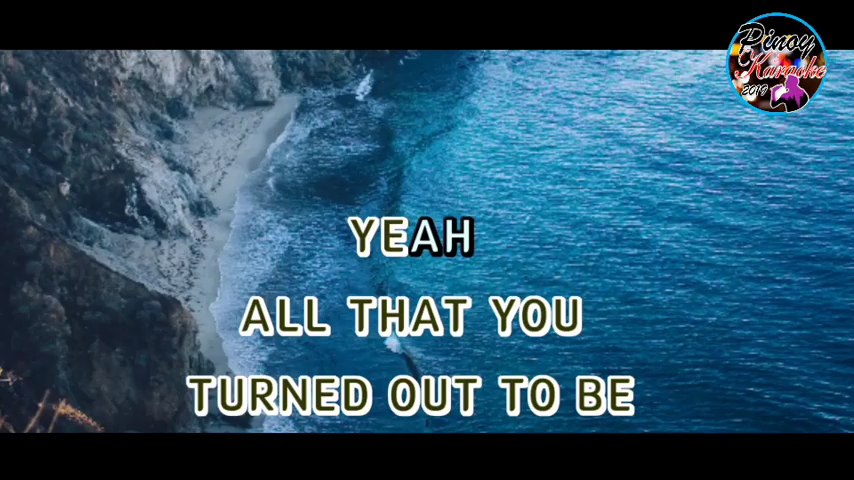 Pinoy
Karaoke
2019
YEAH
ALL THAT YOU
TURNED OUT TO BE